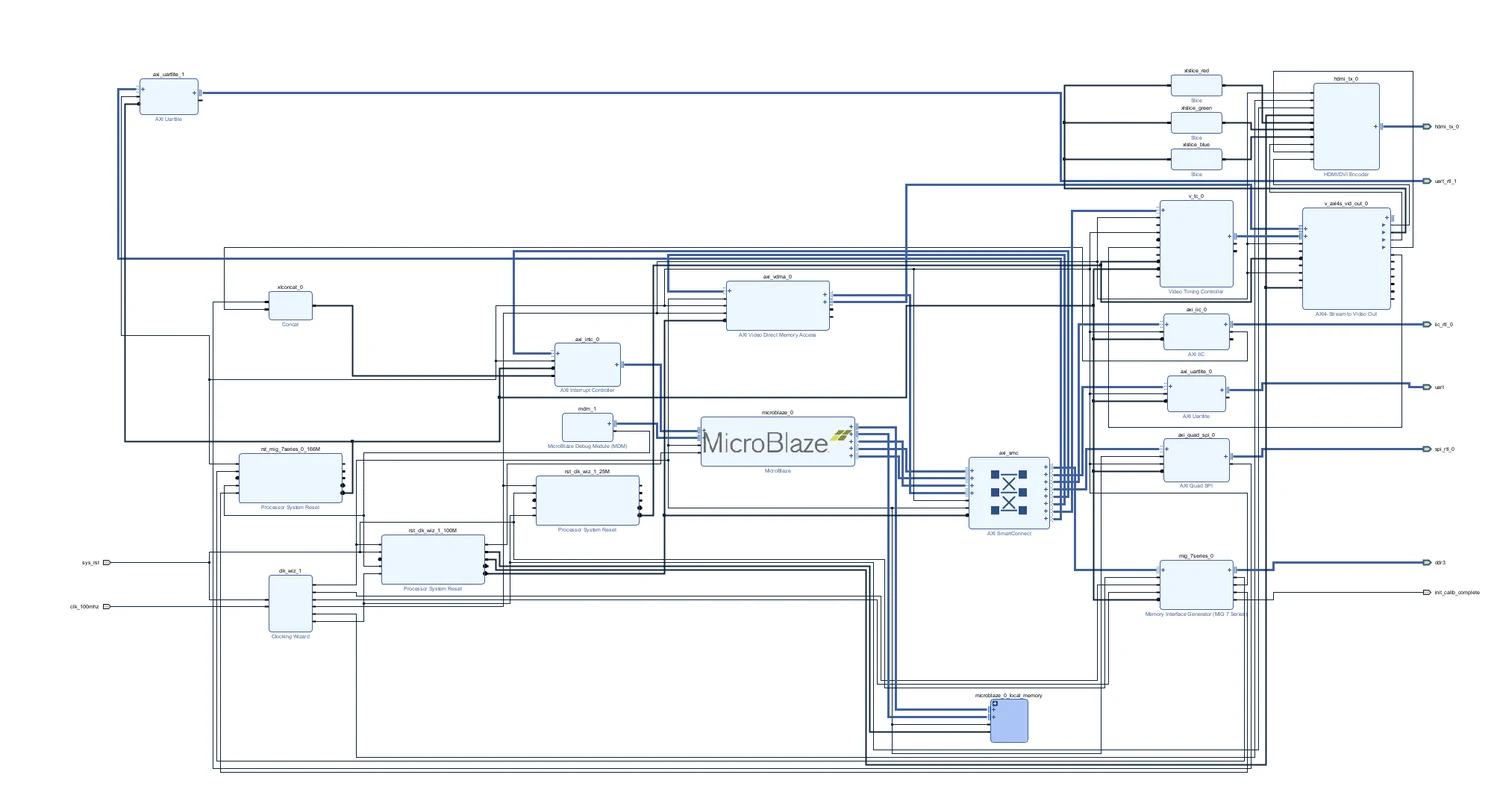 axi_uartlite_1
AXI Uartlite
xlslice_red
Slice
xlslice_green
Slice
xlslice_blue
Slice
hdmi_tx_0
HDMI/DVI Encoder
hdmi_tx_0
uart_rtl_1
v_tc_0
Video Timing Controller
v_axi4s_vid_out_0
AXI4-Stream to Video Out
xlconcat_0
Concat
axi_vdma_0
AXI Video Direct Memory Access
axi_iic_0
AXI IIC
iic_rtl_0
axi_intc_0
AXI Interrupt Controller
axi_uartlite_0
AXI Uartlite
uart
mdm_1
MicroBlaze Debug Module (MDM)
microblaze_0
MicroBlaze
MicroBlaze
axi_quad_spi_0
AXI Quad SPI
spi_rtl_0
rst_mig_7series_0_166M
Processor System Reset
rst_clk_wiz_1_25M
Processor System Reset
axi_smc
AXI SmartConnect
rst_clk_wiz_1_100M
Processor System Reset
sys_rst
clk_wiz_1
Clocking Wizard
clk_100mhz
mig_7series_0
Memory Interface Generator (MIG 7 Series)
ddr3
init_calib_complete
microblaze_0_local_memory